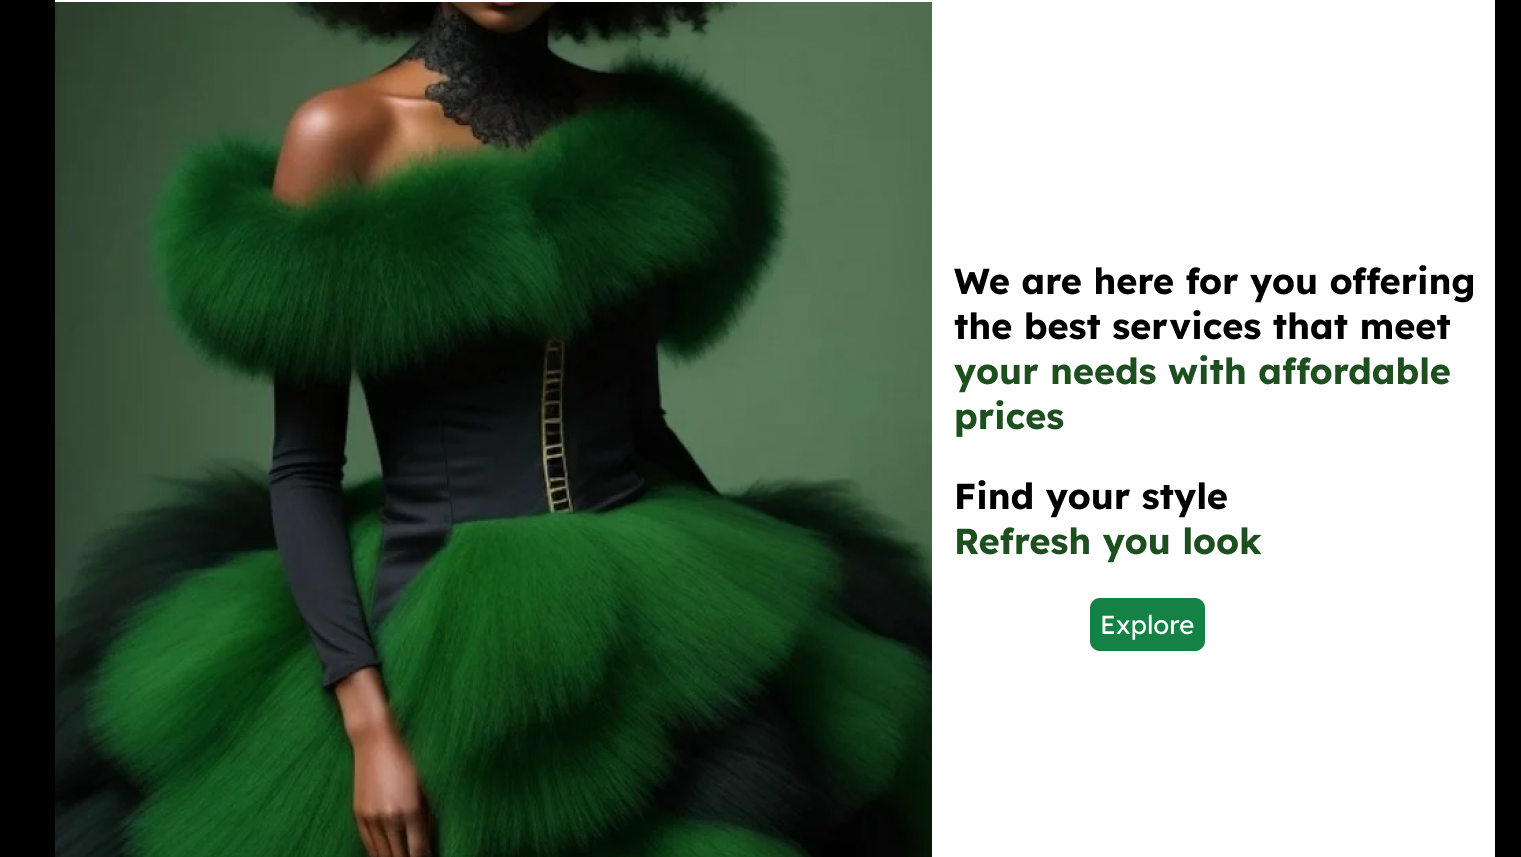 We are here for you offering
the best services that meet
your needs with affordable
prices
Find your style
Refresh you look
Explore